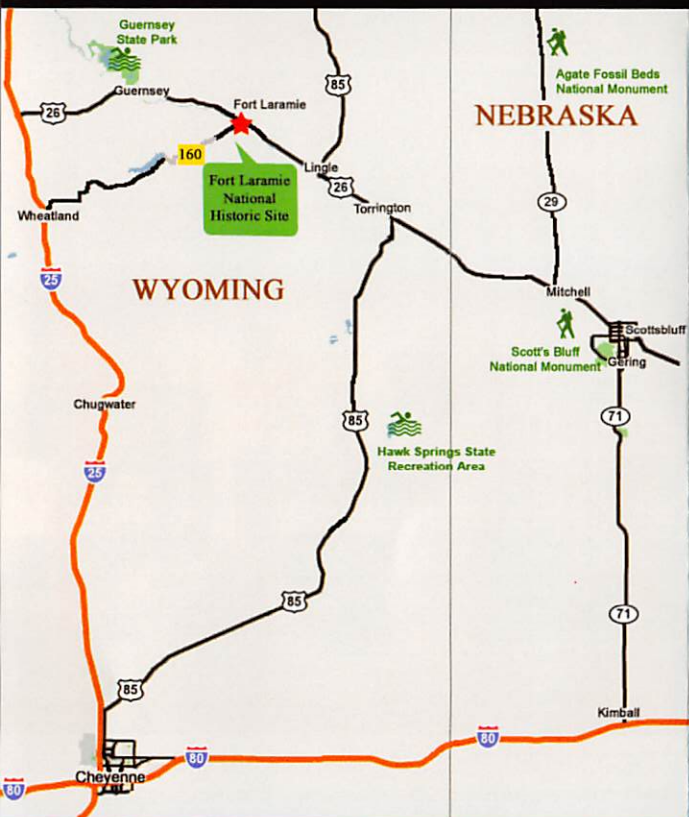 Guernsey
State Park
85
Agate Fossil Beds
National Monument
Guernsey
Fort Laramie
26
NEBRASKA
160
Lingle
Fort Laramie
National
Historic Site
26
Torrington
29
Wheatland
25
WYOMING
Mitchell
Scottsbluff
Scott's Bluff
National Monument
Gering
Chugwater
85
71
Hawk Springs State
Recreation Area
25
85
71
85
Kimball
80
80
Cheyenne
80